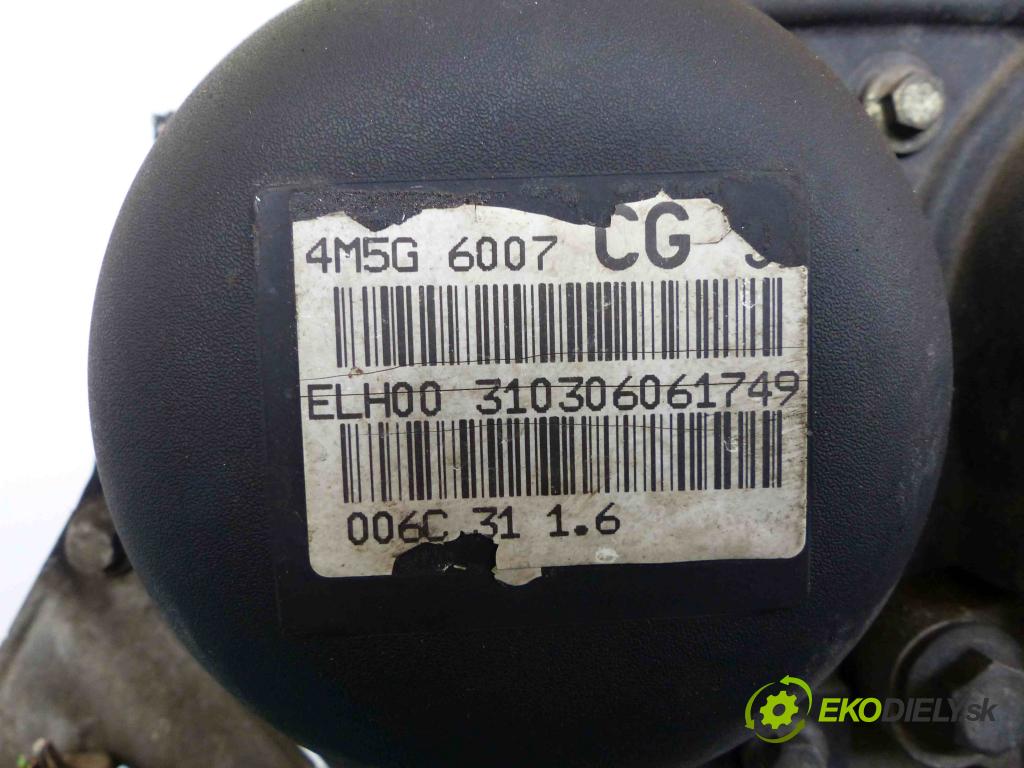 4M5G 6007 CG
ELH00 310306061749
006C 31 1.6
EKODIELY.sk